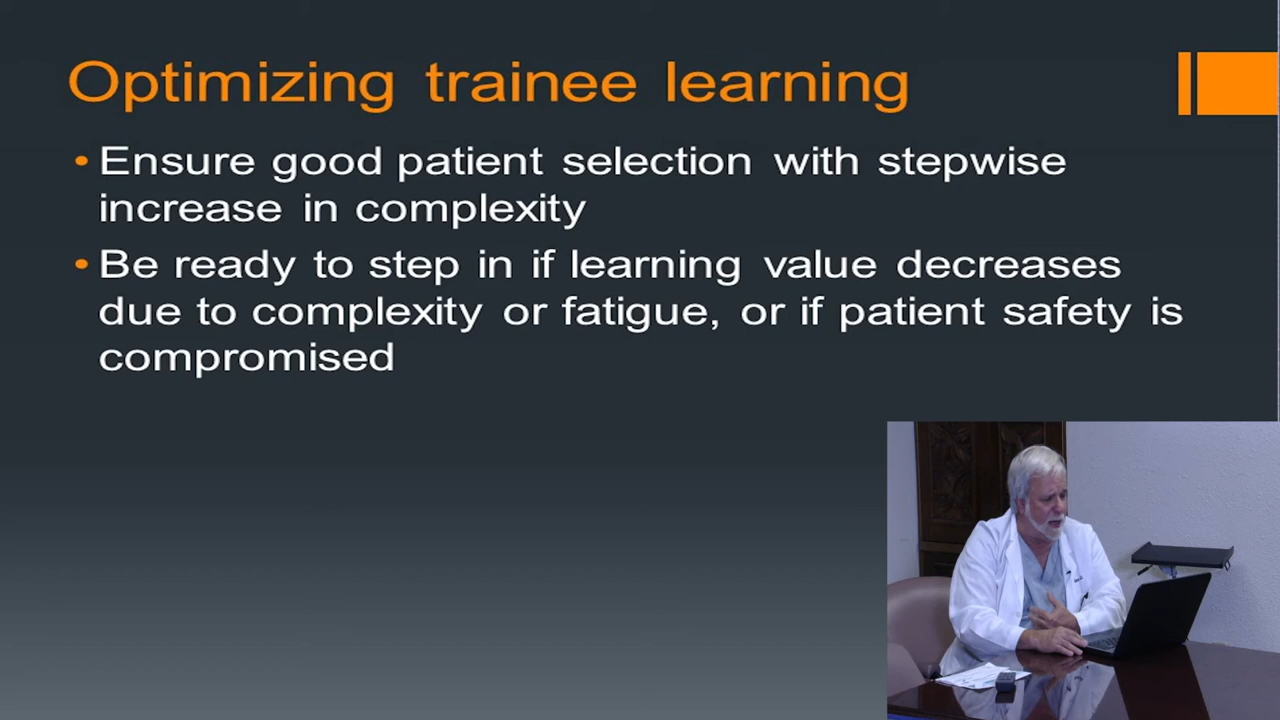 Optimizing trainee learning
• Ensure good patient selection with stepwise
increase in complexity
• Be ready to step in if learning value decreases
due to complexity or fatigue, or if patient safety is
compromised